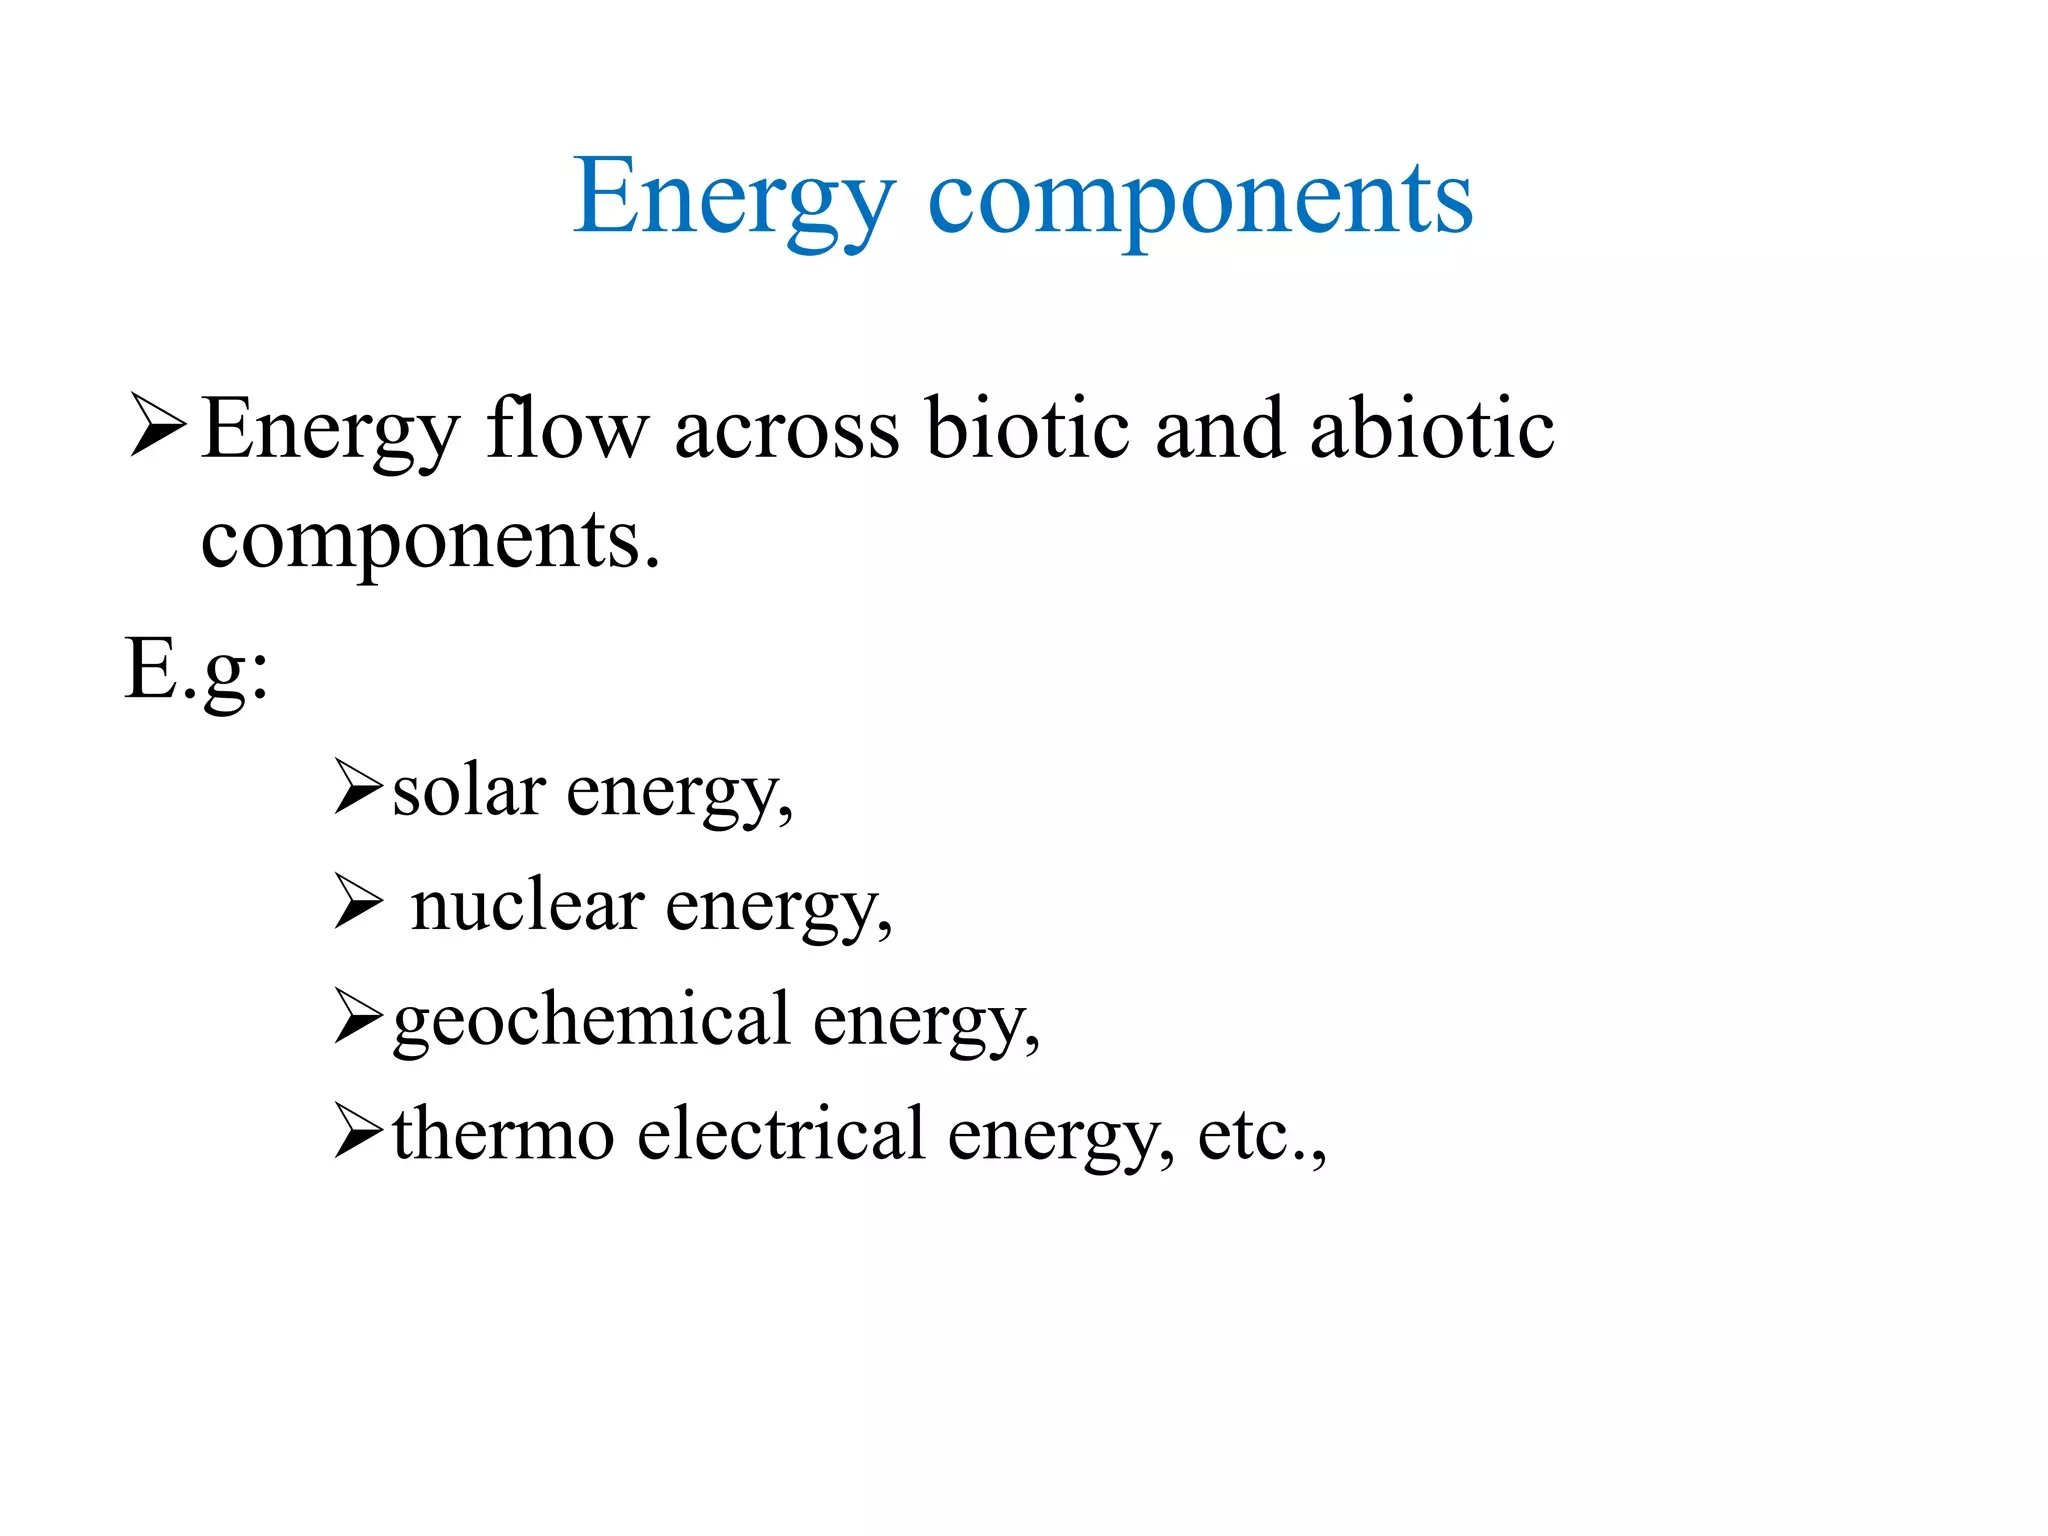 Energy components
➢Energy flow across biotic and abiotic
components.
E.g:
➢solar energy,
➢ nuclear energy,
➢geochemical energy,
➢thermo electrical energy, etc.,